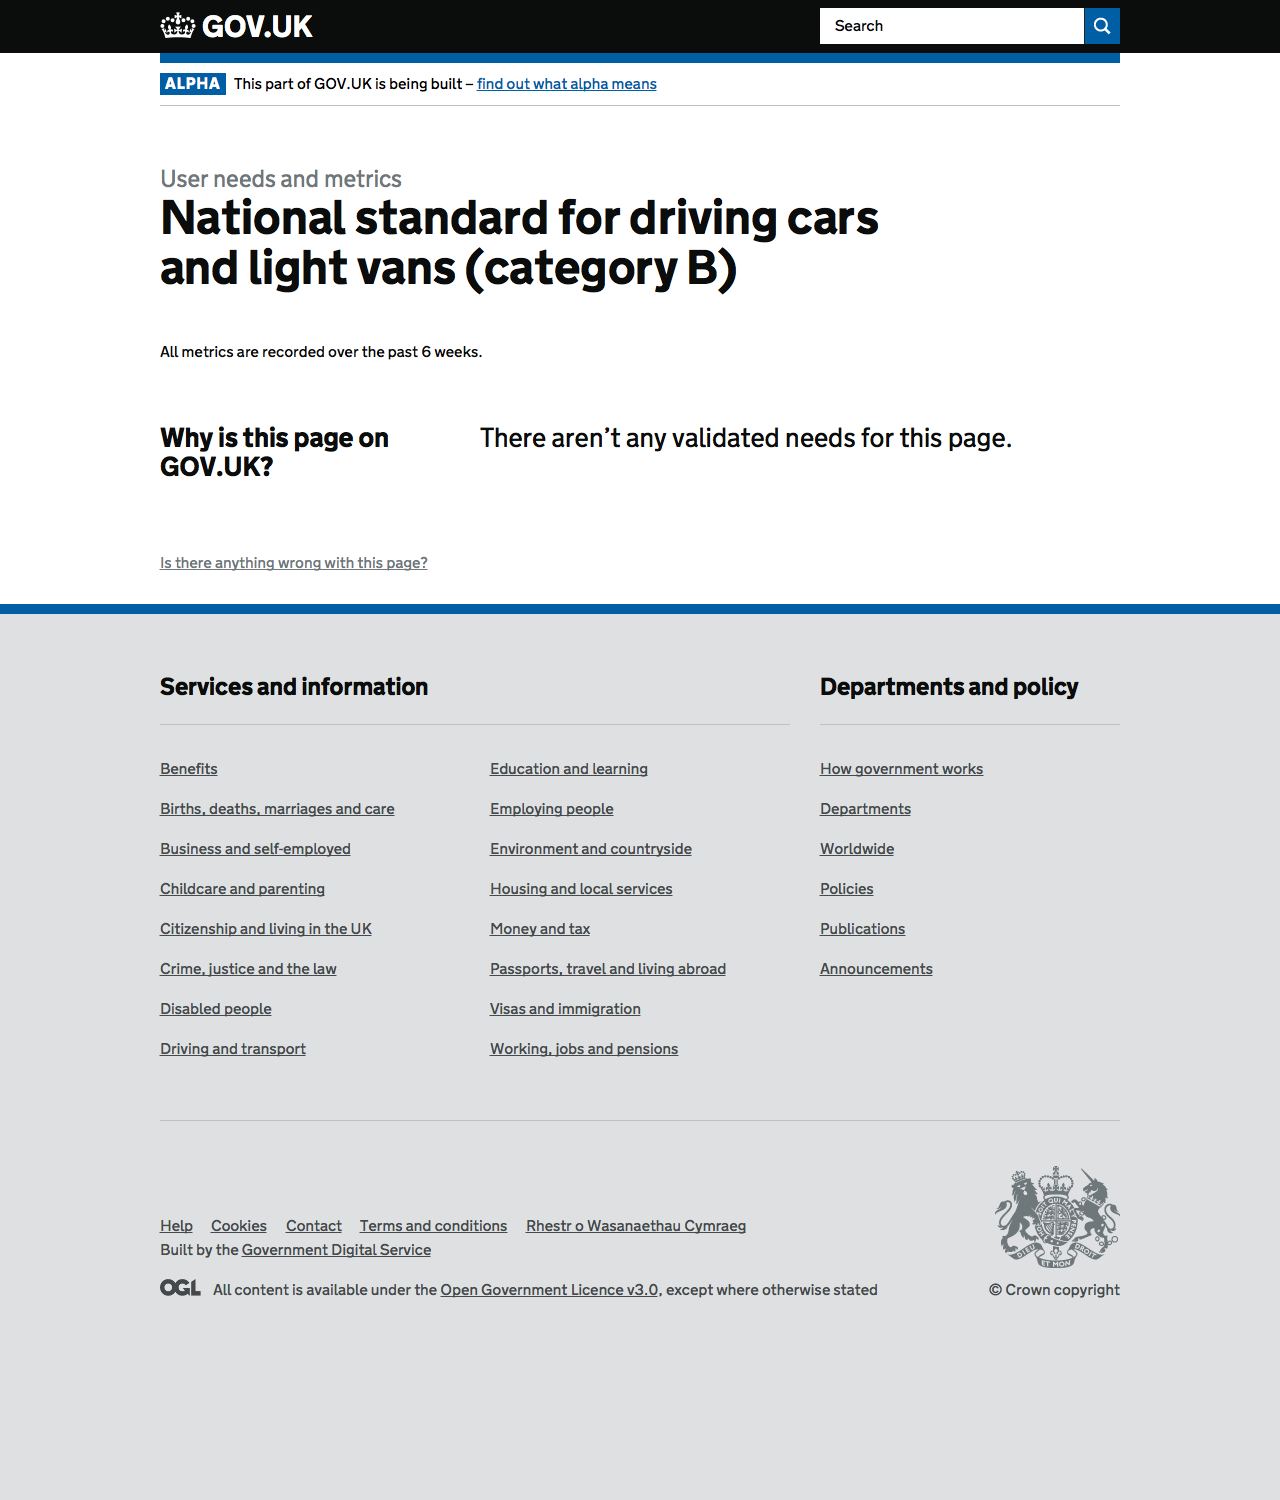 GOV.UK
Search
ALPHA This part of GOV.UK is being built – find out what alpha means
User needs and metrics
National standard for driving cars
and light vans (category B)
All metrics are recorded over the past 6 weeks.
Why is this page on
GOV.UK?
There aren’t any validated needs for this page.
Is there anything wrong with this page?
Services and information
Benefits
Births, deaths, marriages and care
Business and self-employed
Childcare and parenting
Citizenship and living in the UK
Crime, justice and the law
Disabled people
Driving and transport
Education and learning
Employing people
Environment and countryside
Housing and local services
Money and tax
Passports, travel and living abroad
Visas and immigration
Working, jobs and pensions
Departments and policy
How government works
Departments
Worldwide
Policies
Publications
Announcements
Help Cookies Contact Terms and conditions Rhestr o Wasanaethau Cymraeg
Built by the Government Digital Service
OGL All content is available under the Open Government Licence v3.0, except where otherwise stated
DIEU ET MON DROIT
© Crown copyright